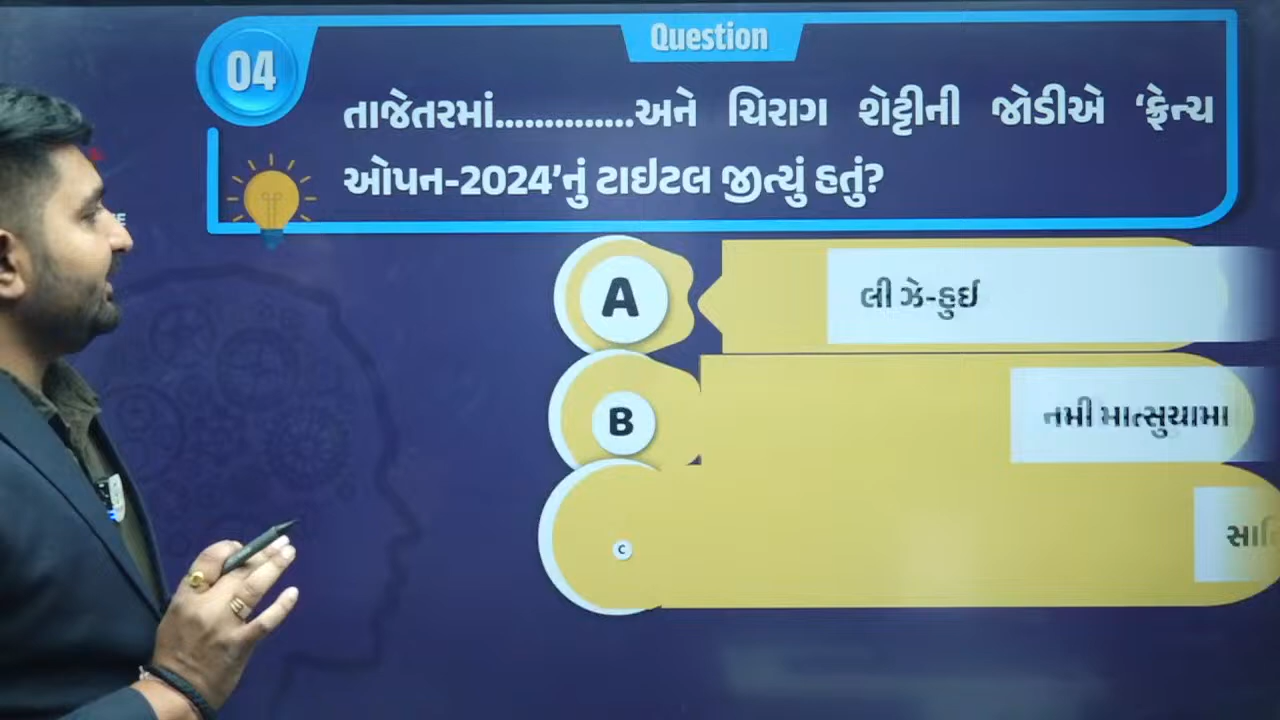 Question
04
તાજેતરમાં..............અને ચિરાગ શેટ્ટીની જોડીએ ‘ફ્રેન્ચ
ઓપન-2024’નું ટાઇટલ જીત્યું હતું?
A
લી ઝે-હુઈ
B
નમી માત્સુયામા
C